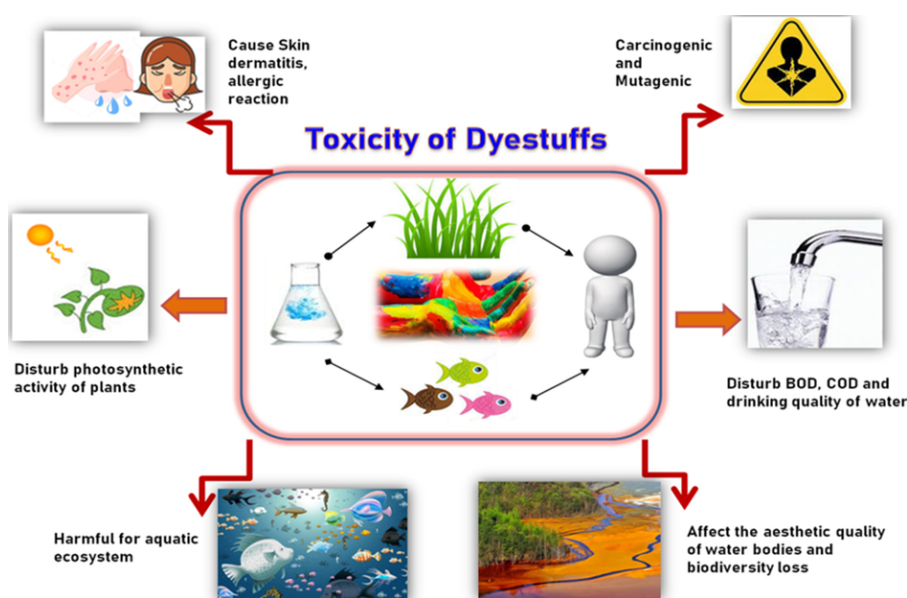 Cause Skin
dermatitis,
allergic
reaction
Carcinogenic
and
Mutagenic
Toxicity of Dyestuffs
Disturb photosynthetic
activity of plants
Disturb BOD, COD and
drinking quality of water
Harmful for aquatic
ecosystem
Affect the aesthetic quality
of water bodies and
biodiversity loss